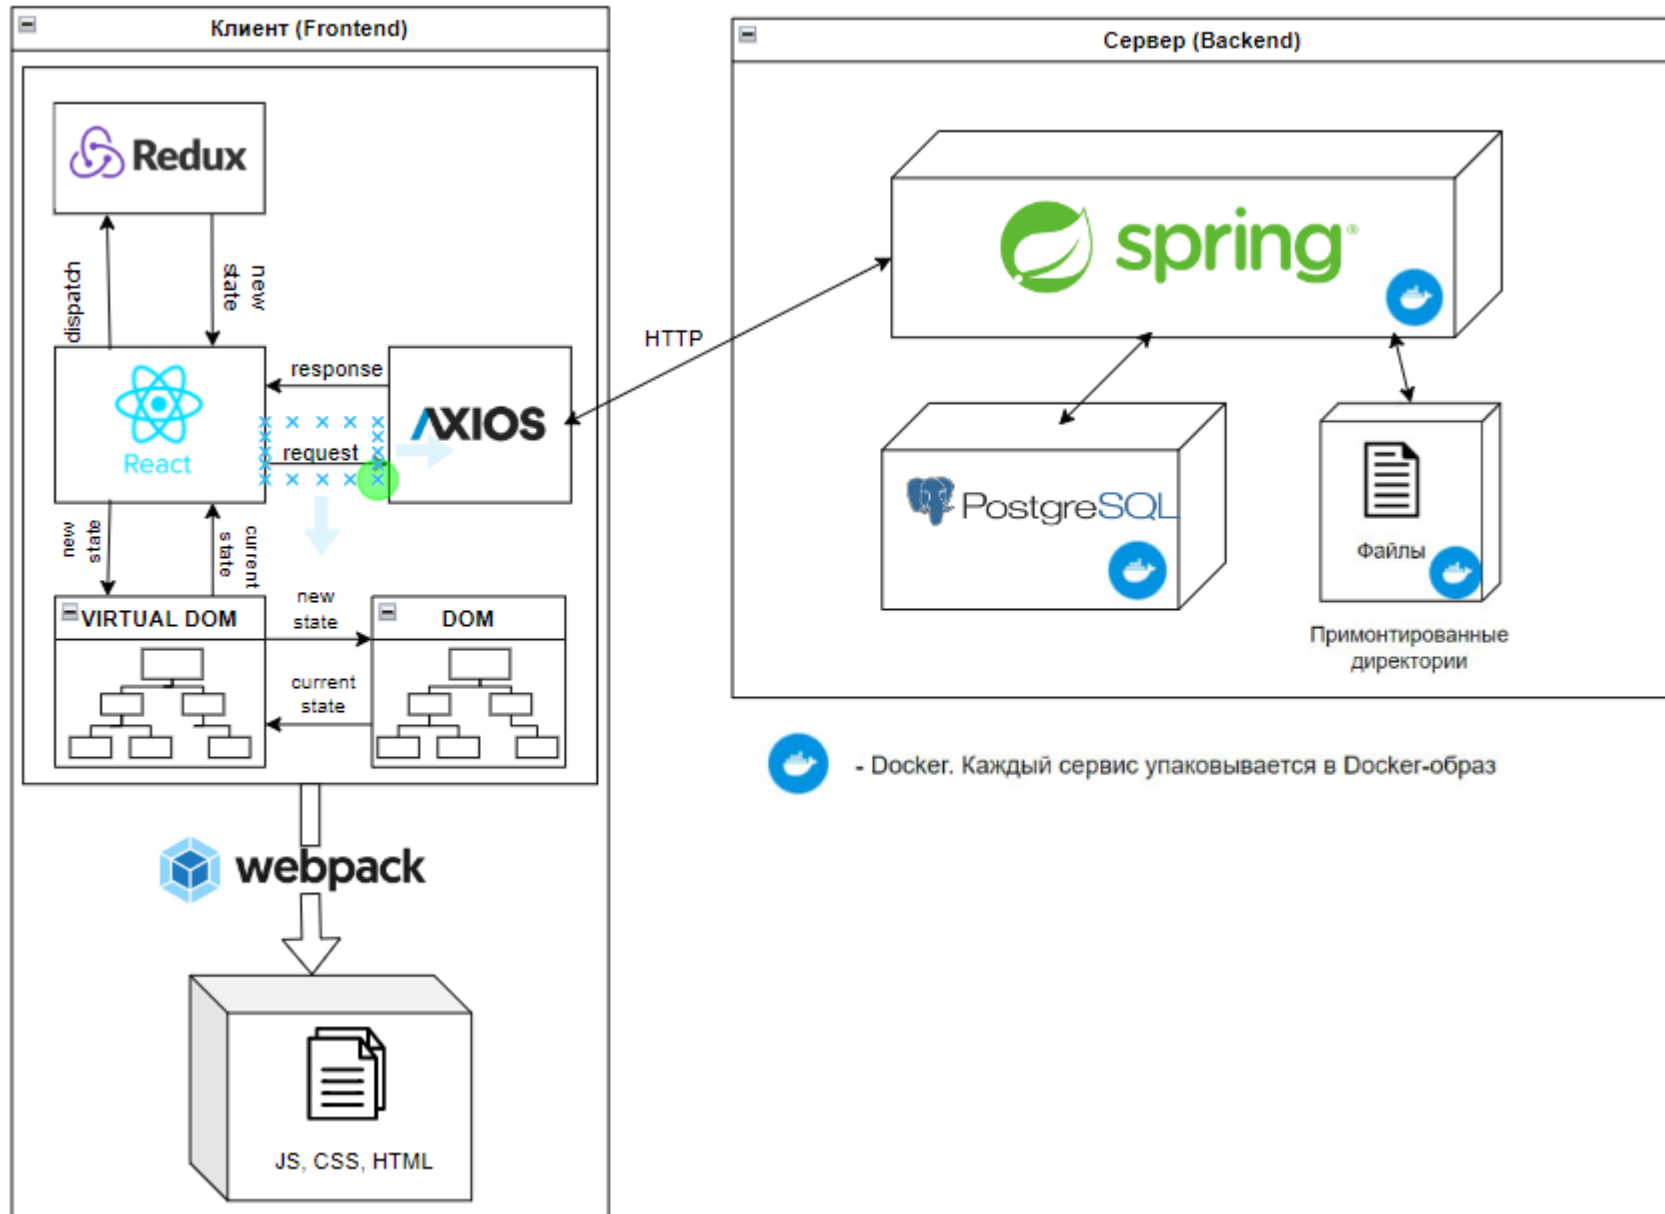 Клиент (Frontend)
Redux
dispatch
new
state
React
response
request
AXIOS
new
state
current
state
VIRTUAL DOM
new
state
current
state
DOM
webpack
JS, CSS, HTML
HTTP
Сервер (Backend)
spring®
PostgreSQL
Файлы
Примонтированные
директории
- Docker. Каждый сервис упаковывается в Docker-образ